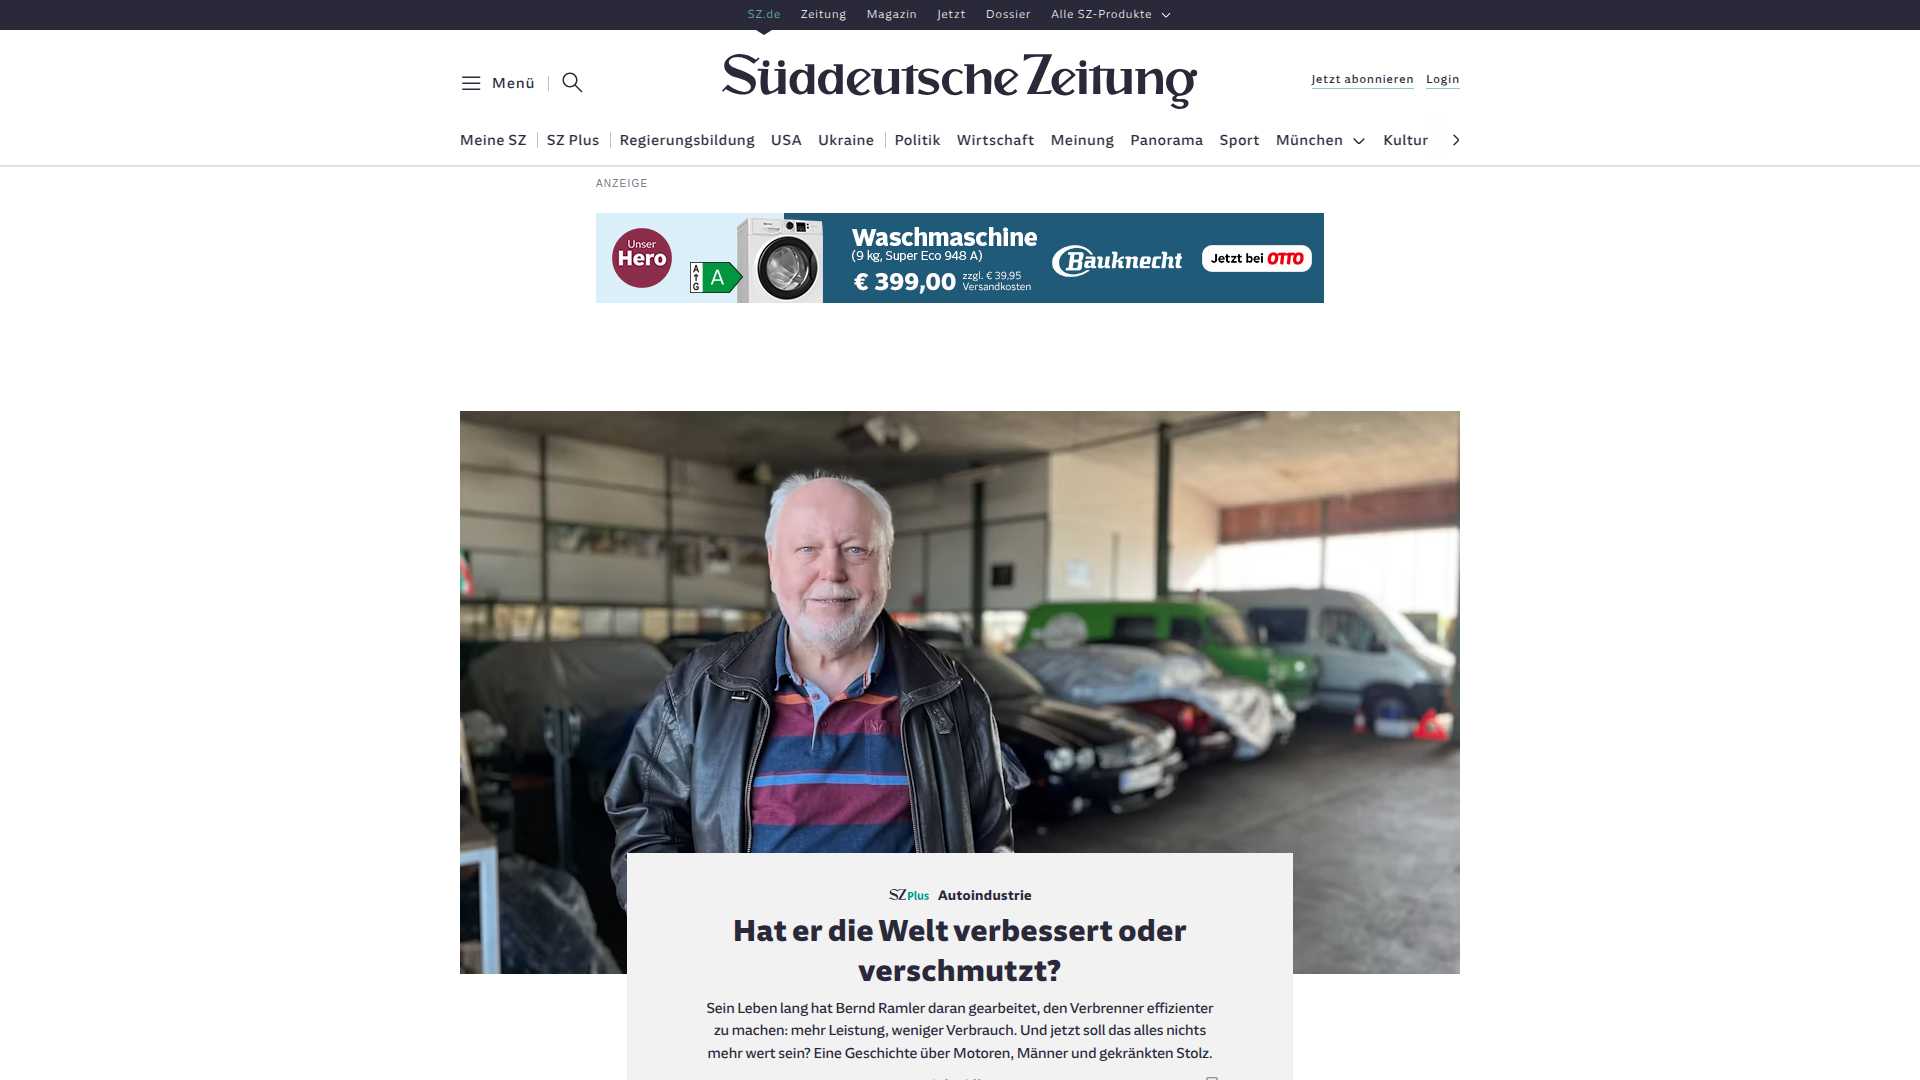 SZ.de Zeitung Magazin Jetzt Dossier Alle SZ-Produkte
Menü
Süddeutsche Zeitung
Jetzt abonnieren Login
Meine SZ SZ Plus Regierungsbildung USA Ukraine Politik Wirtschaft Meinung Panorama Sport München Kultur
ANZEIGE
Unser
Hero
A
G
A
Waschmaschine
(9 kg, Super Eco 948 A)
€ 399,00 zzgl. € 39,95
Versandkosten
Bauknecht
Jetzt bei OTTO
SZ Plus Autoindustrie
Hat er die Welt verbessert oder
verschmutzt?
Sein Leben lang hat Bernd Ramler daran gearbeitet, den Verbrenner effizienter
zu machen: mehr Leistung, weniger Verbrauch. Und jetzt soll das alles nichts
mehr wert sein? Eine Geschichte über Motoren, Männer und gekränkten Stolz.